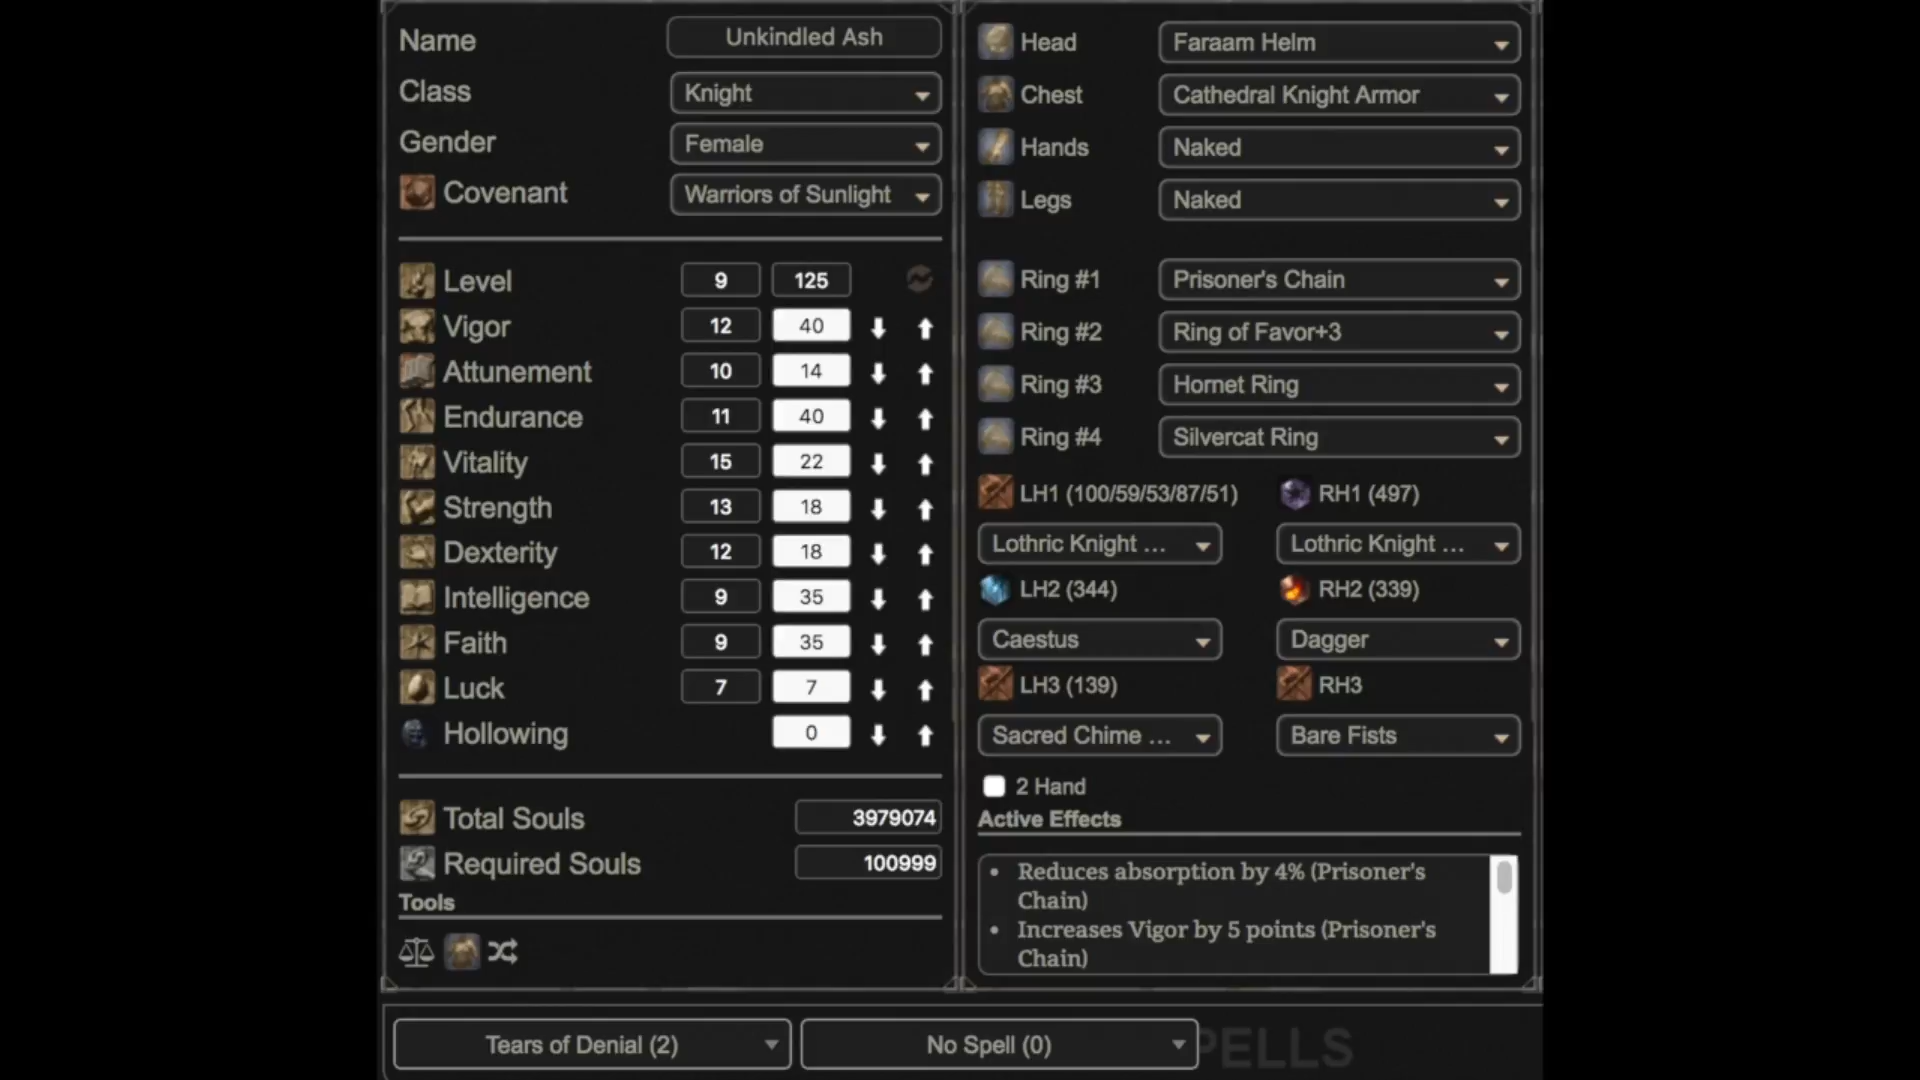 Name Unkindled Ash
Class Knight
Gender Female
Covenant Warriors of Sunlight
Level 9 125
Vigor 12 40
Attunement 10 14
Endurance 11 40
Vitality 15 22
Strength 13 18
Dexterity 12 18
Intelligence 9 35
Faith 9 35
Luck 7 7
Hollowing 0
Total Souls 3979074
Required Souls 100999
Tools
Head Faraam Helm
Chest Cathedral Knight Armor
Hands Naked
Legs Naked
Ring #1 Prisoner's Chain
Ring #2 Ring of Favor+3
Ring #3 Hornet Ring
Ring #4 Silvercat Ring
LH1 (100/59/53/87/51) RH1 (497)
Lothric Knight ... Lothric Knight ...
LH2 (344) RH2 (339)
Caestus Dagger
LH3 (139) RH3
Sacred Chime ... Bare Fists
2 Hand
Active Effects
• Reduces absorption by 4% (Prisoner's
Chain)
• Increases Vigor by 5 points (Prisoner's
Chain)
Tears of Denial (2) No Spell (0) PELLS